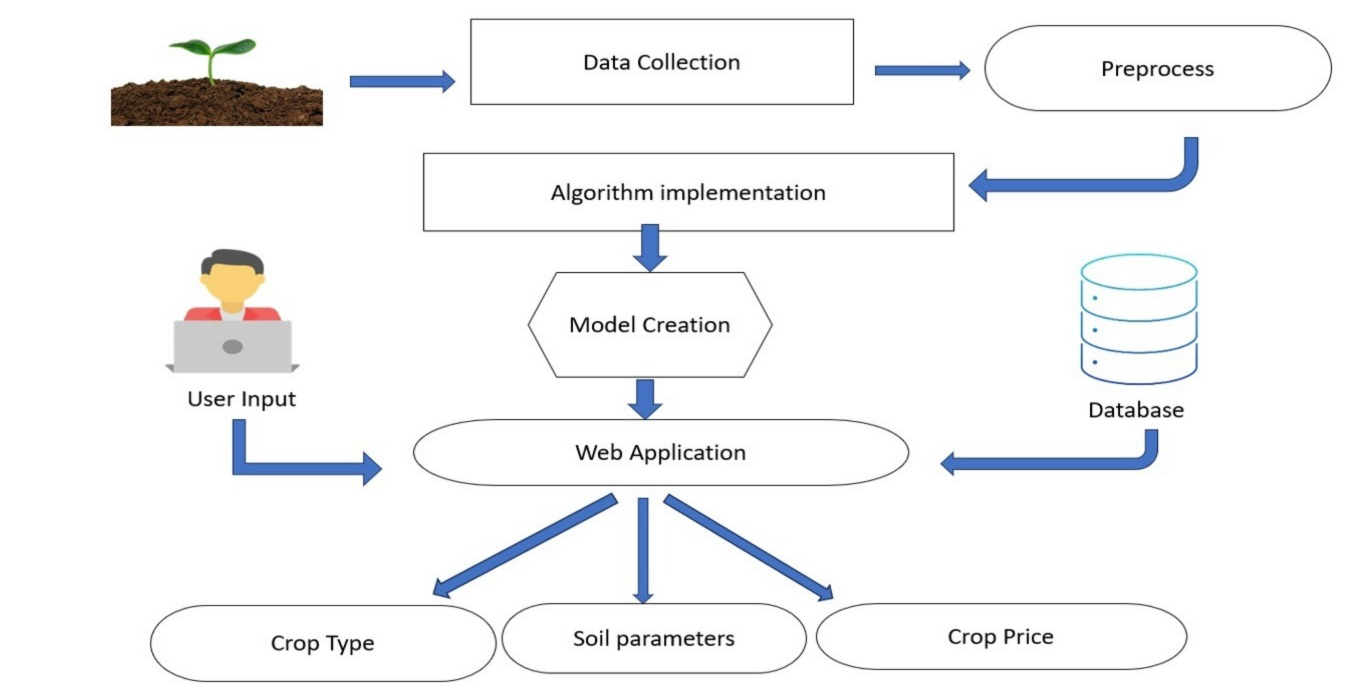 Data Collection
Preprocess
Algorithm implementation
Model Creation
User Input
Database
Web Application
Crop Type
Soil parameters
Crop Price